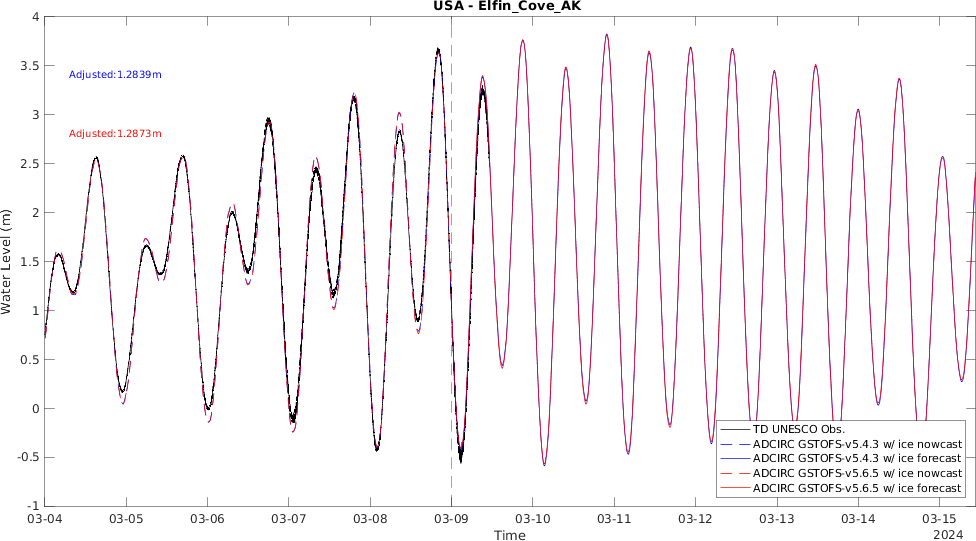 USA - Elfin_Cove_AK
4
3.5
3
2.5
2
1.5
1
0.5
0
-0.5
-1
Water Level (m)
Adjusted:1.2839m
Adjusted:1.2873m
TD UNESCO Obs.
ADCIRC GSTOFS-v5.4.3 w/ ice nowcast
ADCIRC GSTOFS-v5.4.3 w/ ice forecast
ADCIRC GSTOFS-v5.6.5 w/ ice nowcast
ADCIRC GSTOFS-v5.6.5 w/ ice forecast
03-04 03-05 03-06 03-07 03-08 03-09 03-10 03-11 03-12 03-13 03-14 03-15
Time
2024